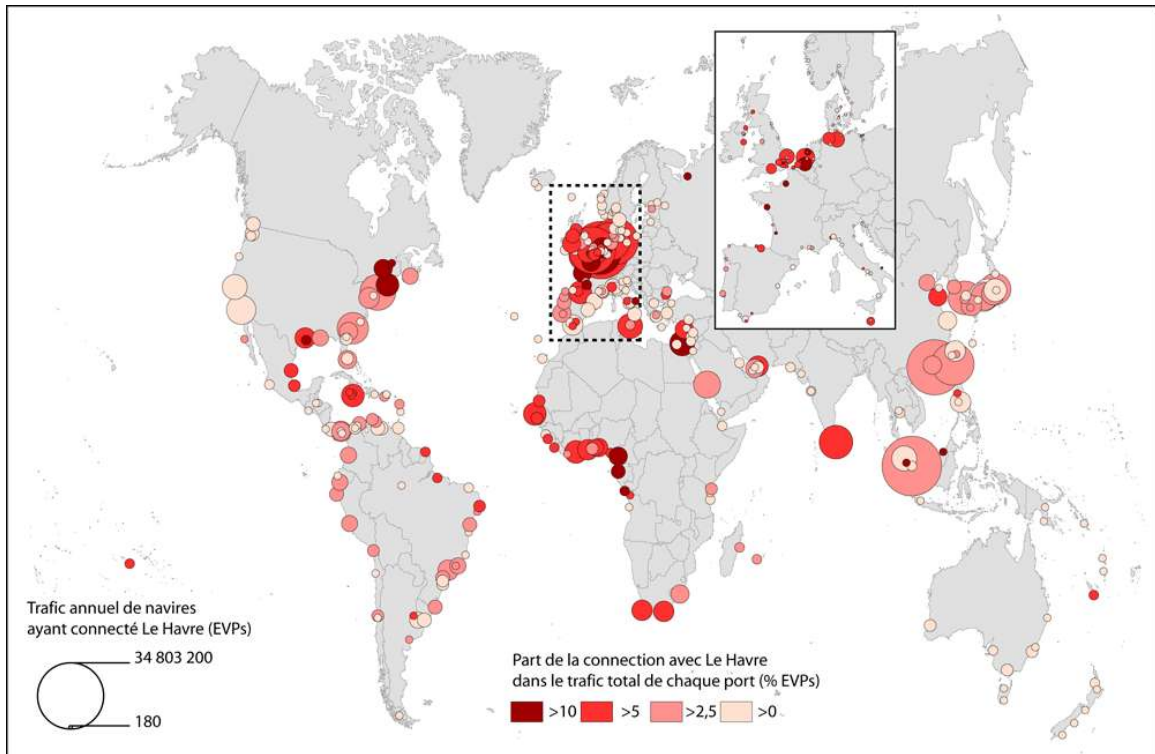 Trafic annuel de navires
ayant connecté Le Havre (EVPs)
34 803 200
180
Part de la connection avec Le Havre
dans le trafic total de chaque port (% EVPs)
>10 >5 >2,5 >0